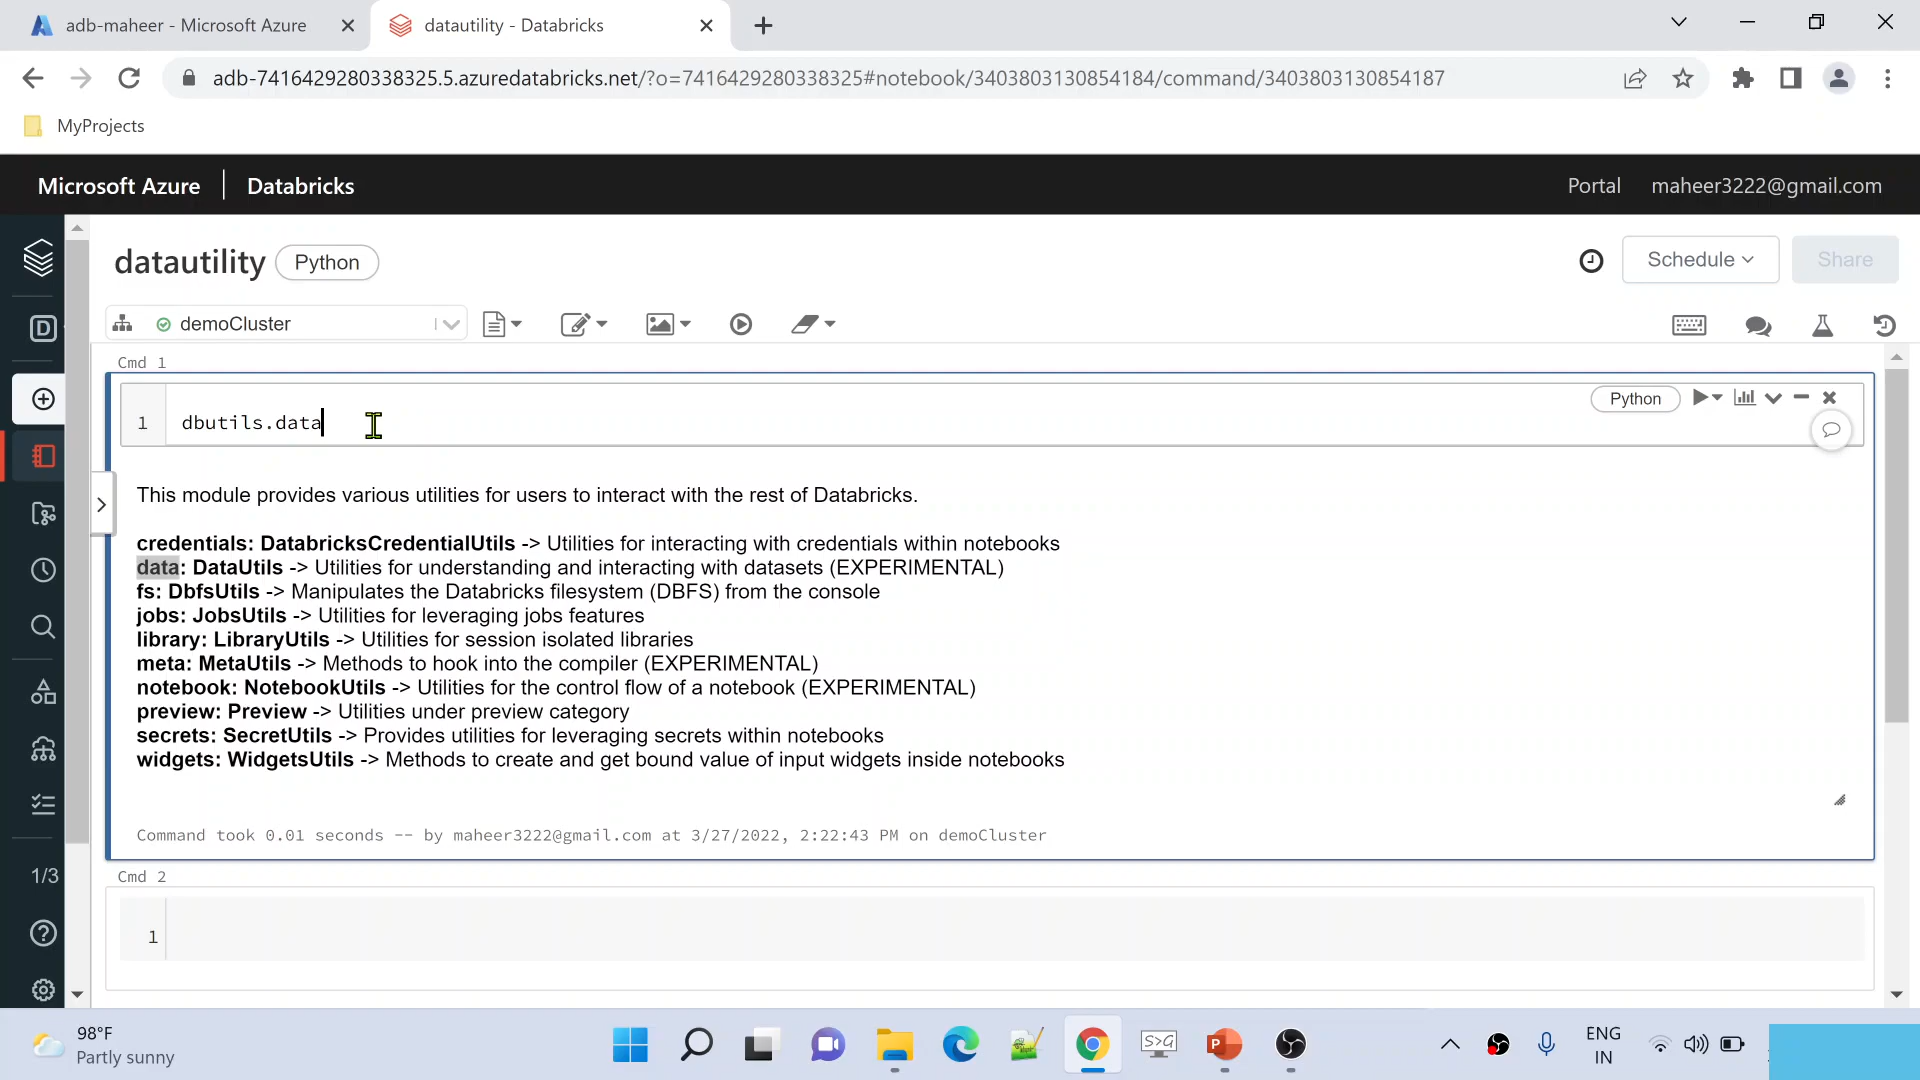 adb-maheer - Microsoft Azure
datautility - Databricks
adb-7416429280338325.5.azuredatabricks.net/?o=7416429280338325#notebook/3403803130854184/command/3403803130854187
MyProjects
Microsoft Azure | Databricks
Portal maheer3222@gmail.com
datautility Python
Schedule Share
demoCluster
Cmd 1
Python
1 dbutils.data
This module provides various utilities for users to interact with the rest of Databricks.
credentials: DatabricksCredentialUtils -> Utilities for interacting with credentials within notebooks
data: DataUtils -> Utilities for understanding and interacting with datasets (EXPERIMENTAL)
fs: DbfsUtils -> Manipulates the Databricks filesystem (DBFS) from the console
jobs: JobsUtils -> Utilities for leveraging jobs features
library: LibraryUtils -> Utilities for session isolated libraries
meta: MetaUtils -> Methods to hook into the compiler (EXPERIMENTAL)
notebook: NotebookUtils -> Utilities for the control flow of a notebook (EXPERIMENTAL)
preview: Preview -> Utilities under preview category
secrets: SecretUtils -> Provides utilities for leveraging secrets within notebooks
widgets: WidgetsUtils -> Methods to create and get bound value of input widgets inside notebooks
Command took 0.01 seconds -- by maheer3222@gmail.com at 3/27/2022, 2:22:43 PM on demoCluster
Cmd 2
1
D
1/3
98°F
Partly sunny
S>G
P
ENG
IN